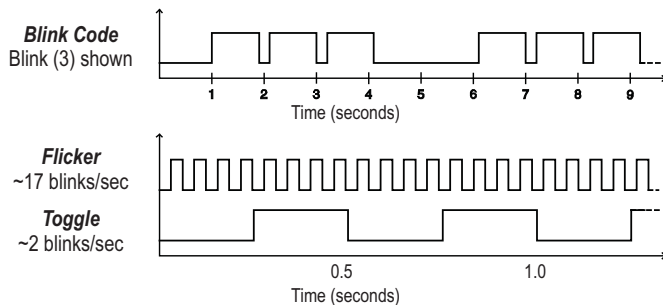 Blink Code
Blink (3) shown
1 2 3 4 5 6 7 8 9
Time (seconds)
Flicker
~17 blinks/sec
Toggle
~2 blinks/sec
0.5 1.0
Time (seconds)